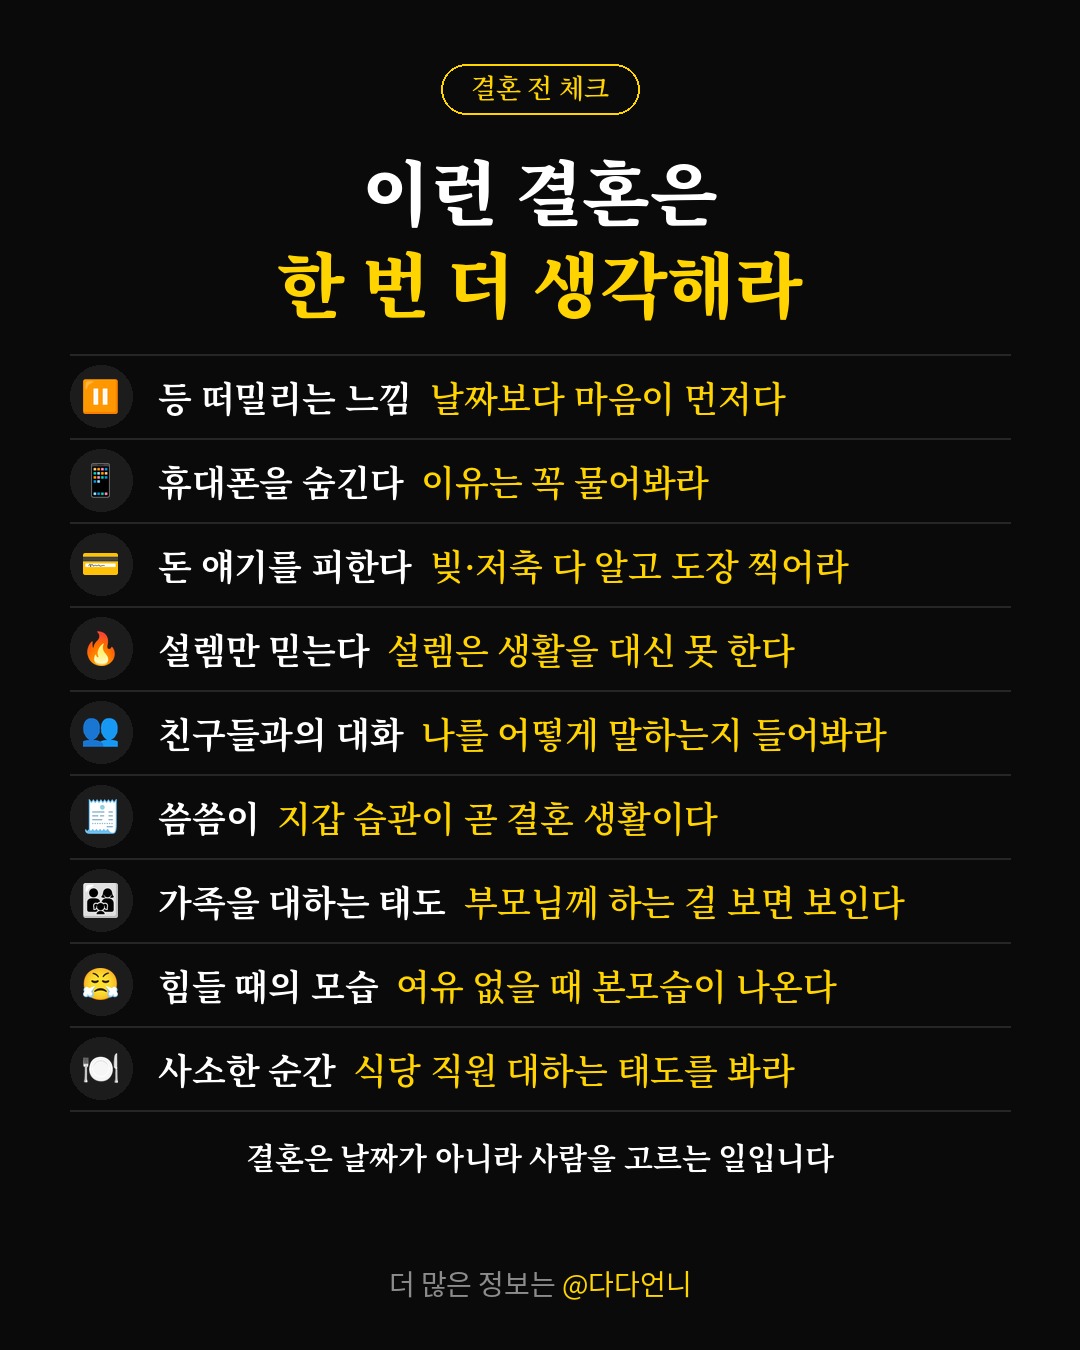 결혼 전 체크
이런 결혼은
한 번 더 생각해라
등 떠밀리는 느낌 날짜보다 마음이 먼저다
휴대폰을 숨긴다 이유는 꼭 물어봐라
돈 얘기를 피한다 빚·저축 다 알고 도장 찍어라
설렘만 믿는다 설렘은 생활을 대신 못 한다
친구들과의 대화 나를 어떻게 말하는지 들어봐라
씀씀이 지갑 습관이 곧 결혼 생활이다
가족을 대하는 태도 부모님께 하는 걸 보면 보인다
힘들 때의 모습 여유 없을 때 본모습이 나온다
사소한 순간 식당 직원 대하는 태도를 봐라
결혼은 날짜가 아니라 사람을 고르는 일입니다
더 많은 정보는 @다다언니